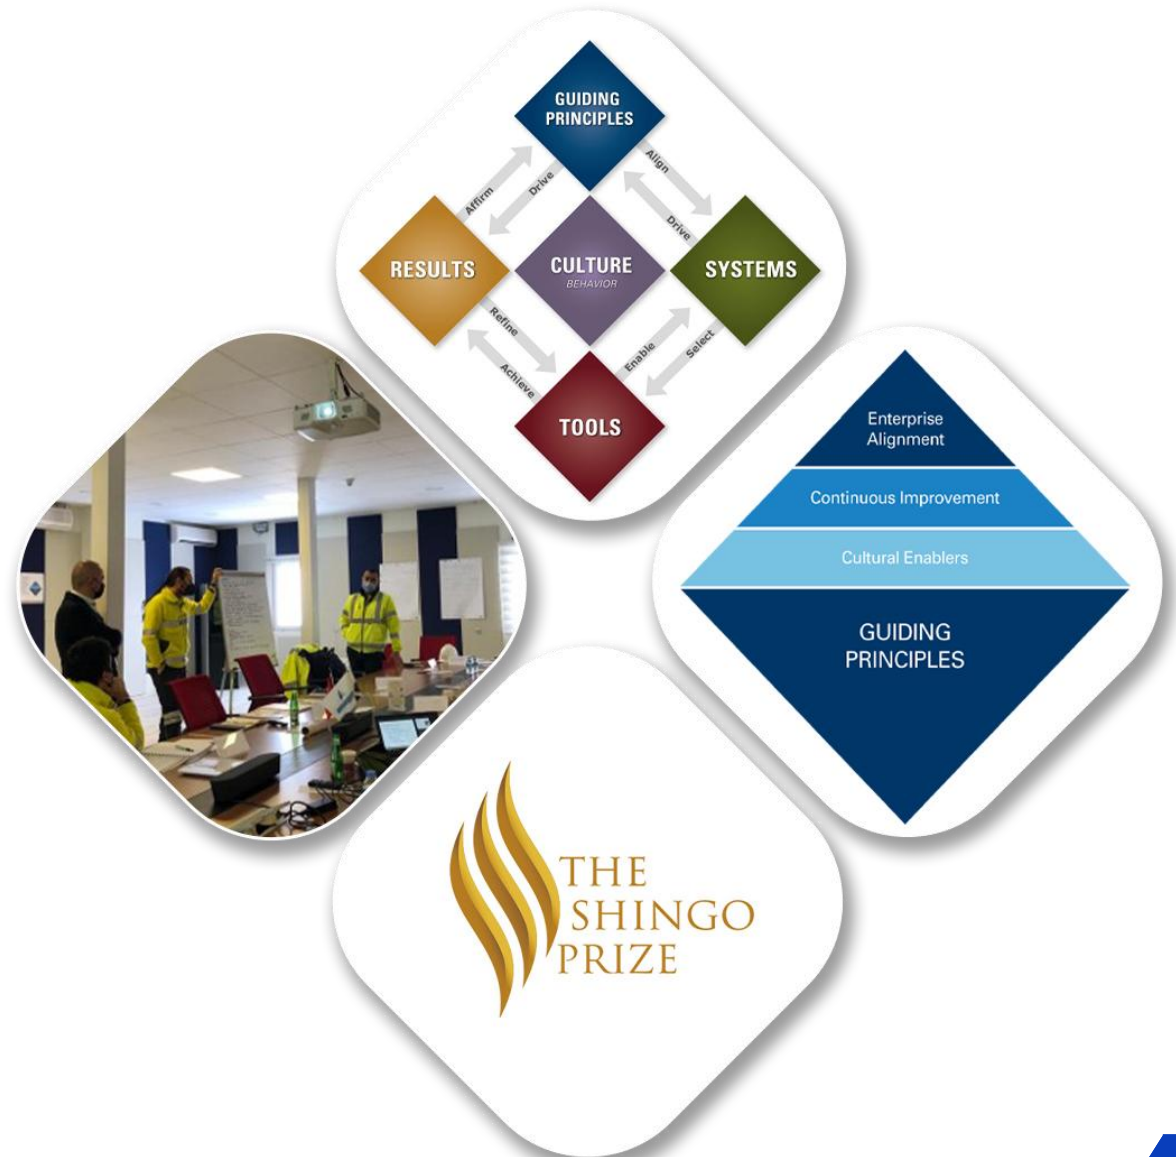 GUIDING
PRINCIPLES
Affirm
Drive
Align
Drive
RESULTS
CULTURE
BEHAVIOR
SYSTEMS
Refine
Achieve
Enable
Select
TOOLS
Enterprise
Alignment
Continuous Improvement
Cultural Enablers
GUIDING
PRINCIPLES
THE
SHINGO
PRIZE